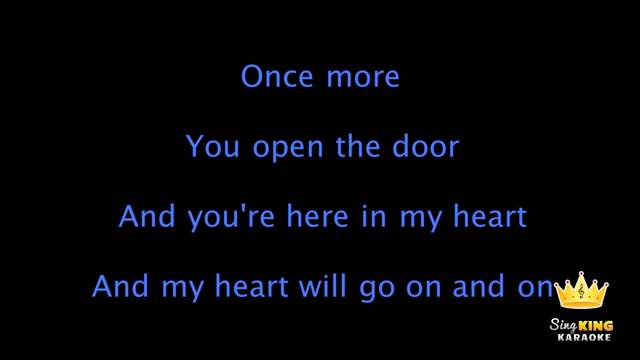 Once more
You open the door
And you're here in my heart
And my heart will go on and on
Sing KING
KARAOKE